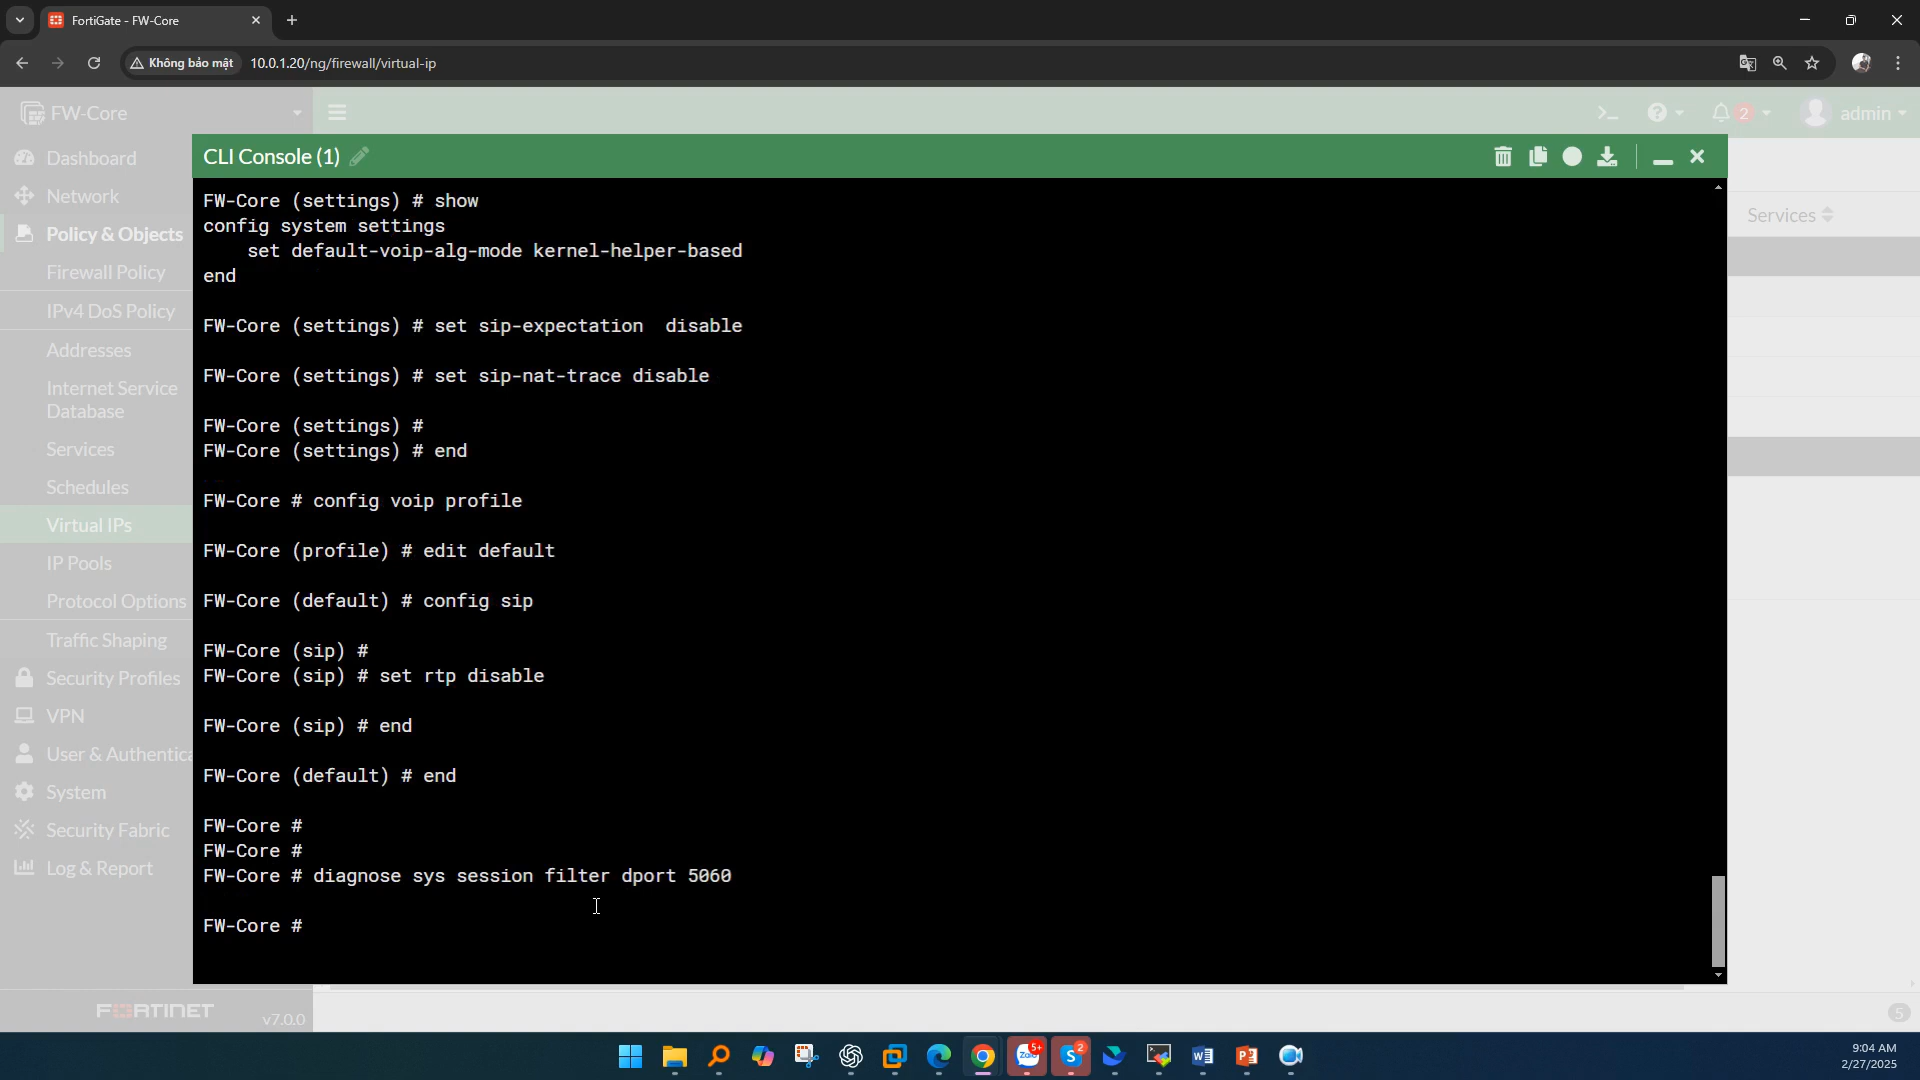 FortiGate - FW-Core
Không bảo mật
10.0.1.20/ng/firewall/virtual-ip
FW-Core
2
admin
Dashboard
Network
Policy & Objects
Firewall Policy
IPv4 DoS Policy
Addresses
Internet Service
Database
Services
Schedules
Virtual IPs
IP Pools
Protocol Options
Traffic Shaping
Security Profiles
VPN
User & Authentica
System
Security Fabric
Log & Report
FORTINET
v7.0.0
Services
5
CLI Console (1)
FW-Core (settings) # show
config system settings
set default-voip-alg-mode kernel-helper-based
end
FW-Core (settings) # set sip-expectation  disable
FW-Core (settings) # set sip-nat-trace disable
FW-Core (settings) #
FW-Core (settings) # end
FW-Core # config voip profile
FW-Core (profile) # edit default
FW-Core (default) # config sip
FW-Core (sip) #
FW-Core (sip) # set rtp disable
FW-Core (sip) # end
FW-Core (default) # end
FW-Core #
FW-Core #
FW-Core # diagnose sys session filter dport 5060
FW-Core #
Zalo
5+
S
2
W
P
9:04 AM
2/27/2025